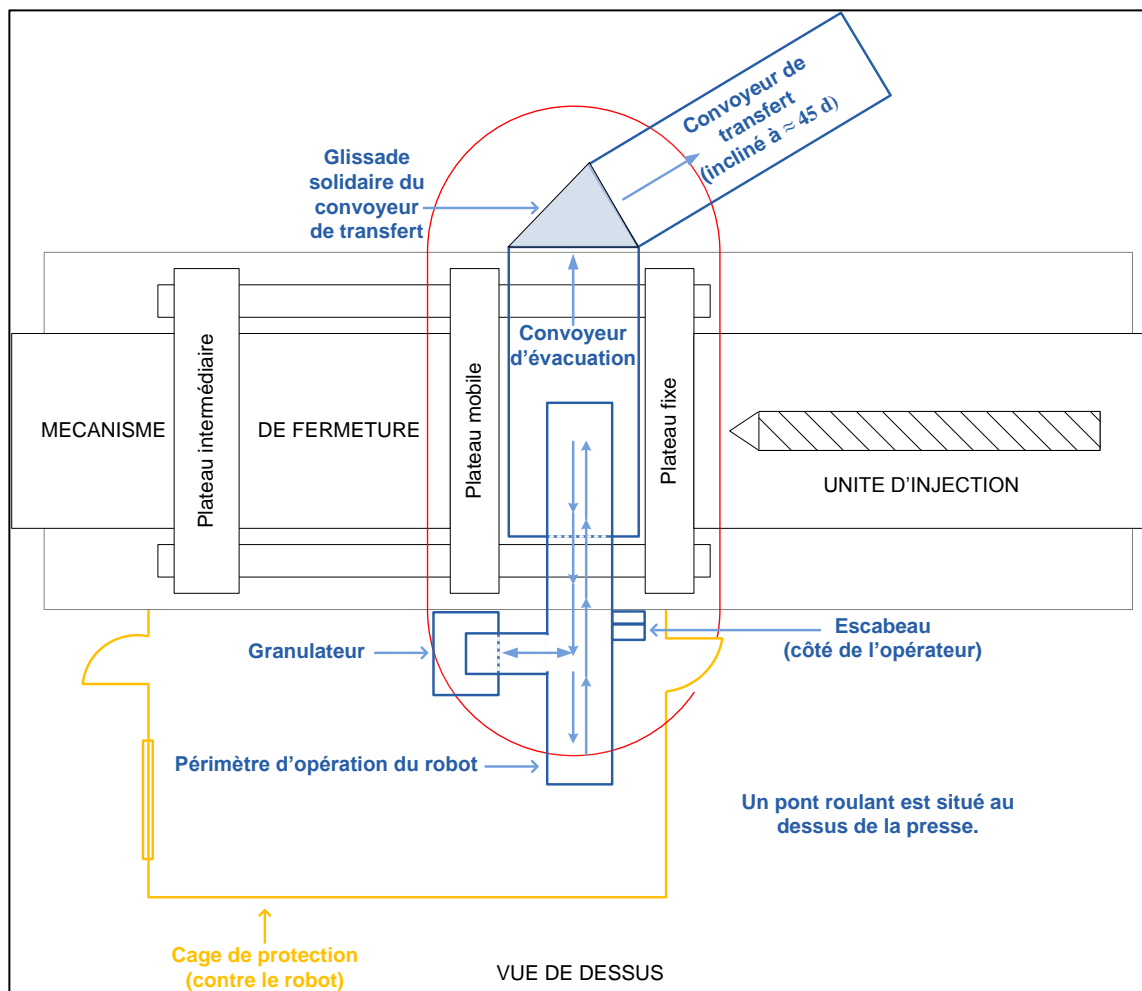 Convoyeur de
transfert
(incliné à ≈ 45 d)
Glissade
solidaire du
convoyeur
de transfert
Convoyeur
d'évacuation
Plateau intermédiaire
Plateau mobile
Plateau fixe
MECANISME
DE FERMETURE
UNITE D'INJECTION
Granulateur
Escabeau
(côté de l'opérateur)
Périmètre d'opération du robot
Un pont roulant est situé au
dessus de la presse.
Cage de protection
(contre le robot)
VUE DE DESSUS